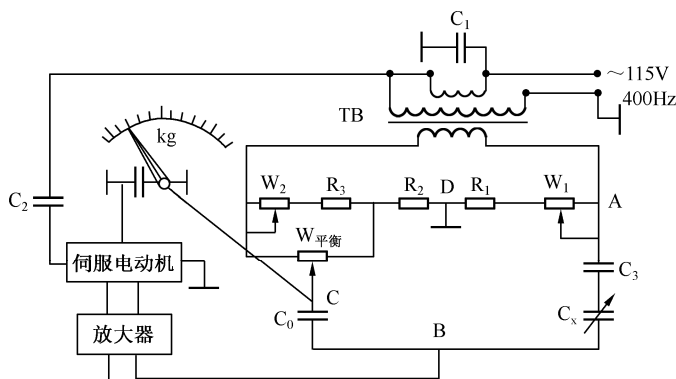 C₁
～115V
400Hz
TB
kg
W₂
R₃
R₂
D
R₁
W₁
A
C₂
W平衡
伺服电动机
C
C₃
C₀
Cₓ
放大器
B